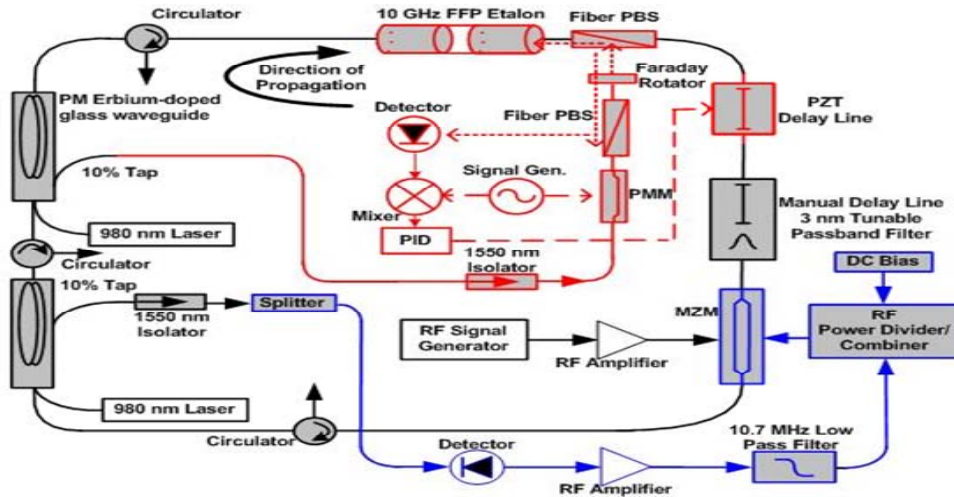 Circulator
10 GHz FFP Etalon
Fiber PBS
Direction of
Propagation
Faraday
Rotator
PM Erbium-doped
glass waveguide
Detector
Fiber PBS
PZT
Delay Line
10% Tap
Signal Gen.
PMM
Mixer
Manual Delay Line
3 nm Tunable
Passband Filter
980 nm Laser
PID
1550 nm
Isolator
Circulator
DC Bias
10% Tap
Splitter
MZM
1550 nm
Isolator
RF Signal
Generator
RF Amplifier
RF
Power Divider/
Combiner
980 nm Laser
Circulator
Detector
RF Amplifier
10.7 MHz Low
Pass Filter